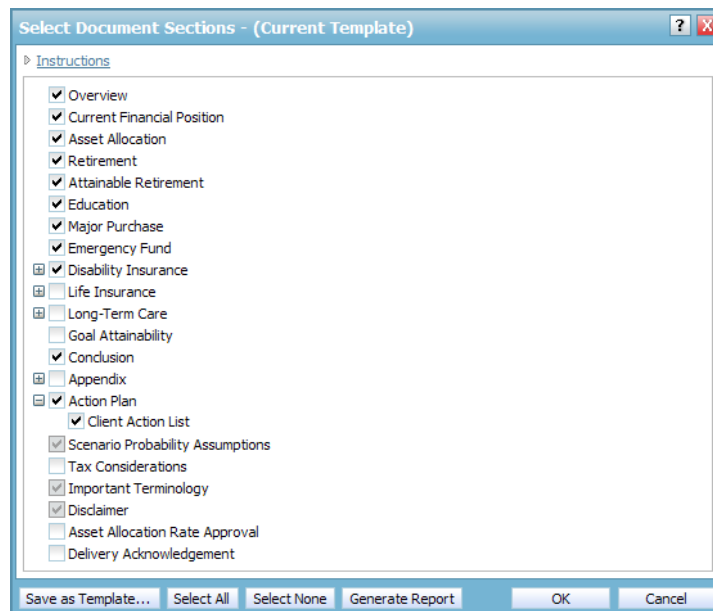 Select Document Sections - (Current Template)
? X
Instructions
Overview
Current Financial Position
Asset Allocation
Retirement
Attainable Retirement
Education
Major Purchase
Emergency Fund
Disability Insurance
Life Insurance
Long-Term Care
Goal Attainability
Conclusion
Appendix
Action Plan
Client Action List
Scenario Probability Assumptions
Tax Considerations
Important Terminology
Disclaimer
Asset Allocation Rate Approval
Delivery Acknowledgement
Save as Template... Select All Select None Generate Report OK Cancel